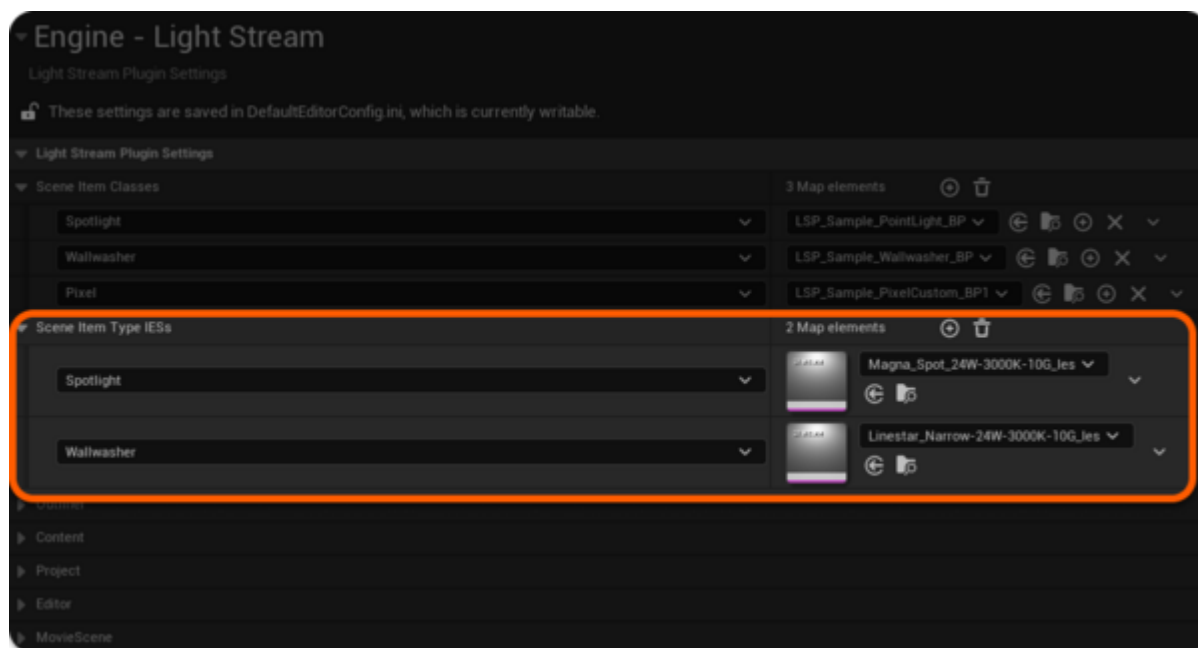 Engine - Light Stream
Light Stream Plugin Settings
These settings are saved in DefaultEditorConfig.ini, which is currently writable.
Light Stream Plugin Settings
Scene Item Classes 3 Map elements
Spotlight LSP_Sample_PointLight_BP
Wallwasher LSP_Sample_Wallwasher_BP
Pixel LSP_Sample_PixelCustom_BP1
Scene Item Type IESs 2 Map elements
Spotlight Magna_Spot_24W-3000K-10G_Ies
Wallwasher Linestar_Narrow-24W-3000K-10G_Ies
Outliner
Content
Project
Editor
MovieScene